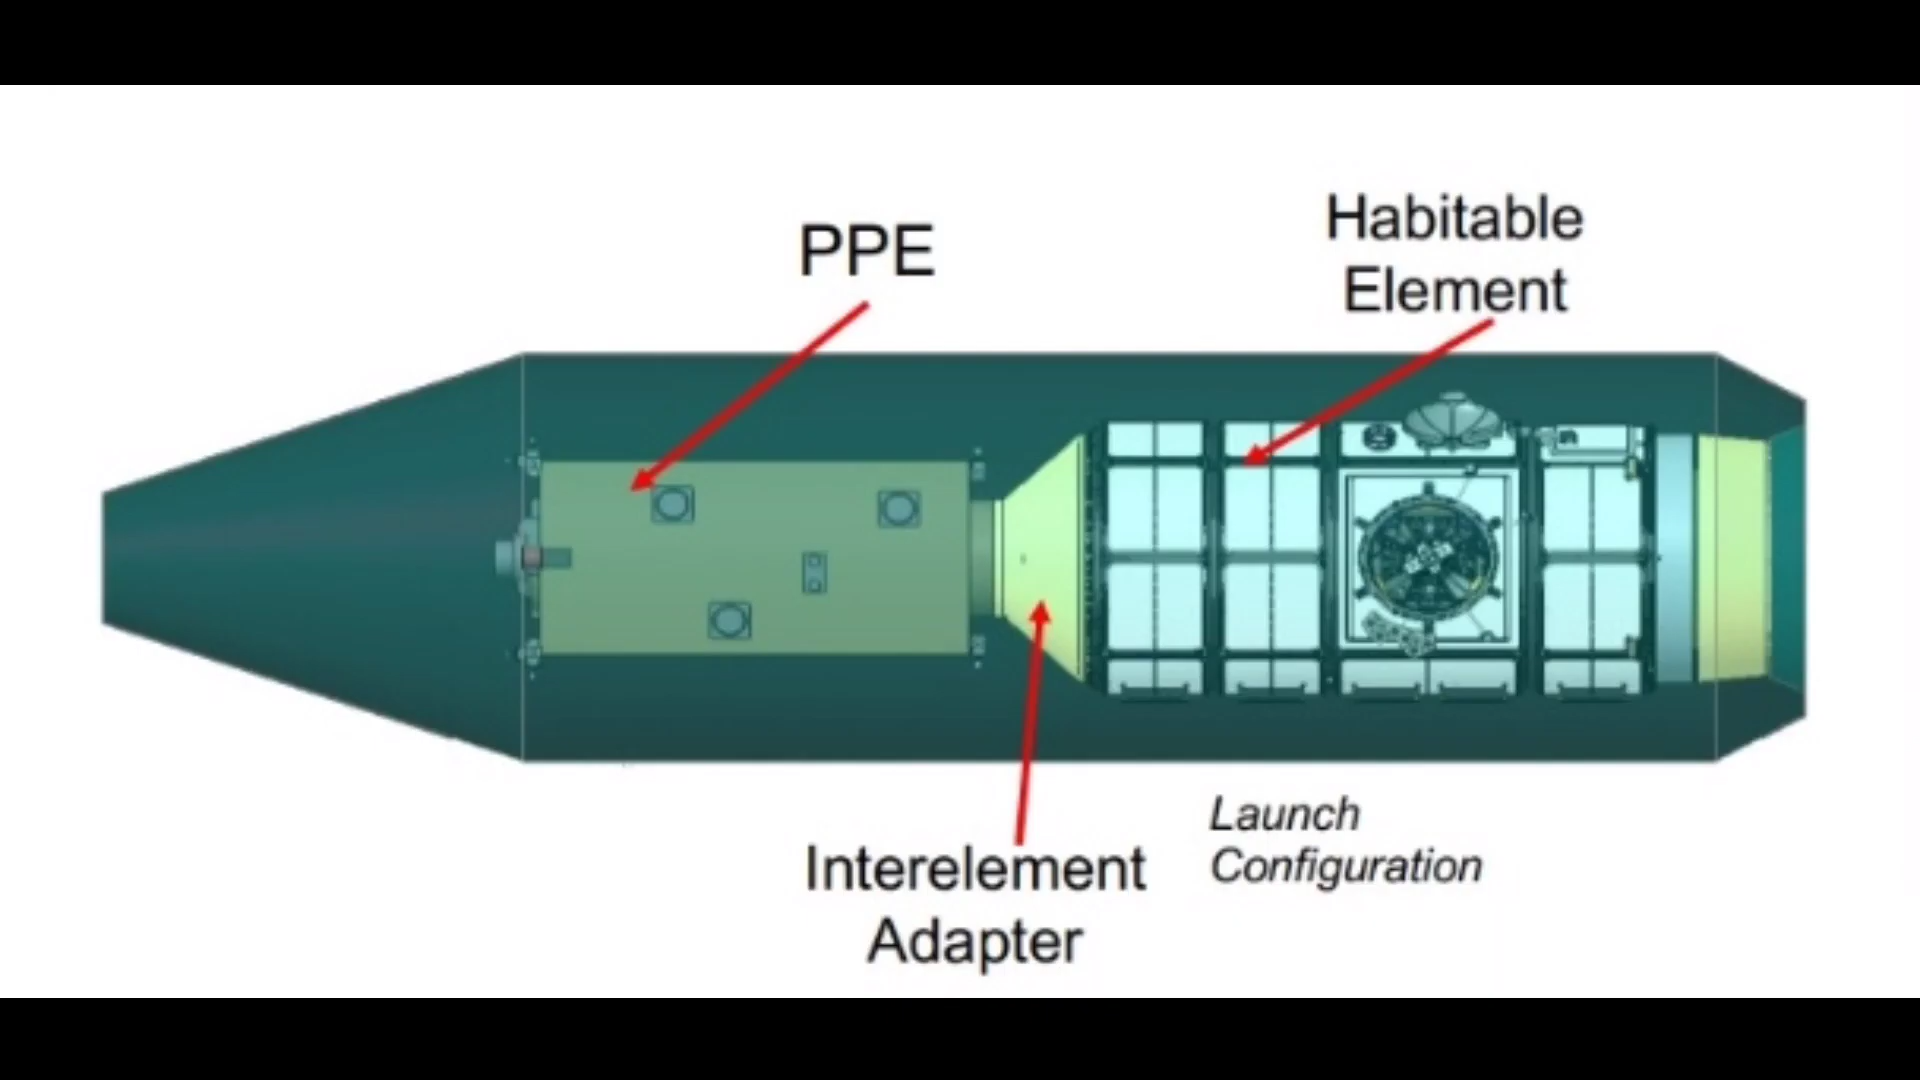 PPE
Habitable
Element
Interelement
Adapter
Launch
Configuration